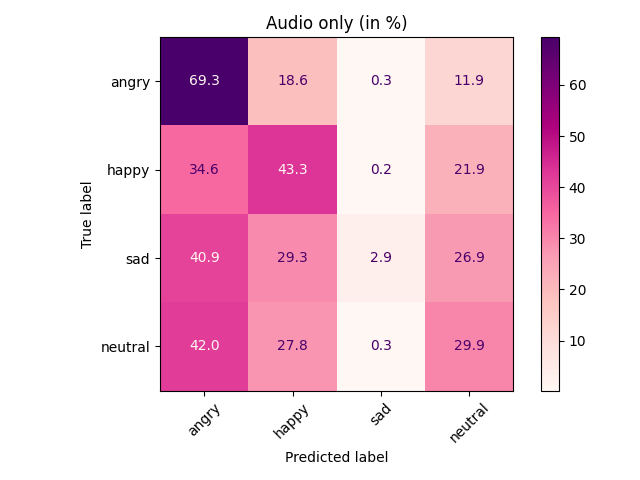 Audio only (in %)
True label
angry 69.3 18.6 0.3 11.9
happy 34.6 43.3 0.2 21.9
sad 40.9 29.3 2.9 26.9
neutral 42.0 27.8 0.3 29.9
angry happy sad neutral
Predicted label
60
50
40
30
20
10